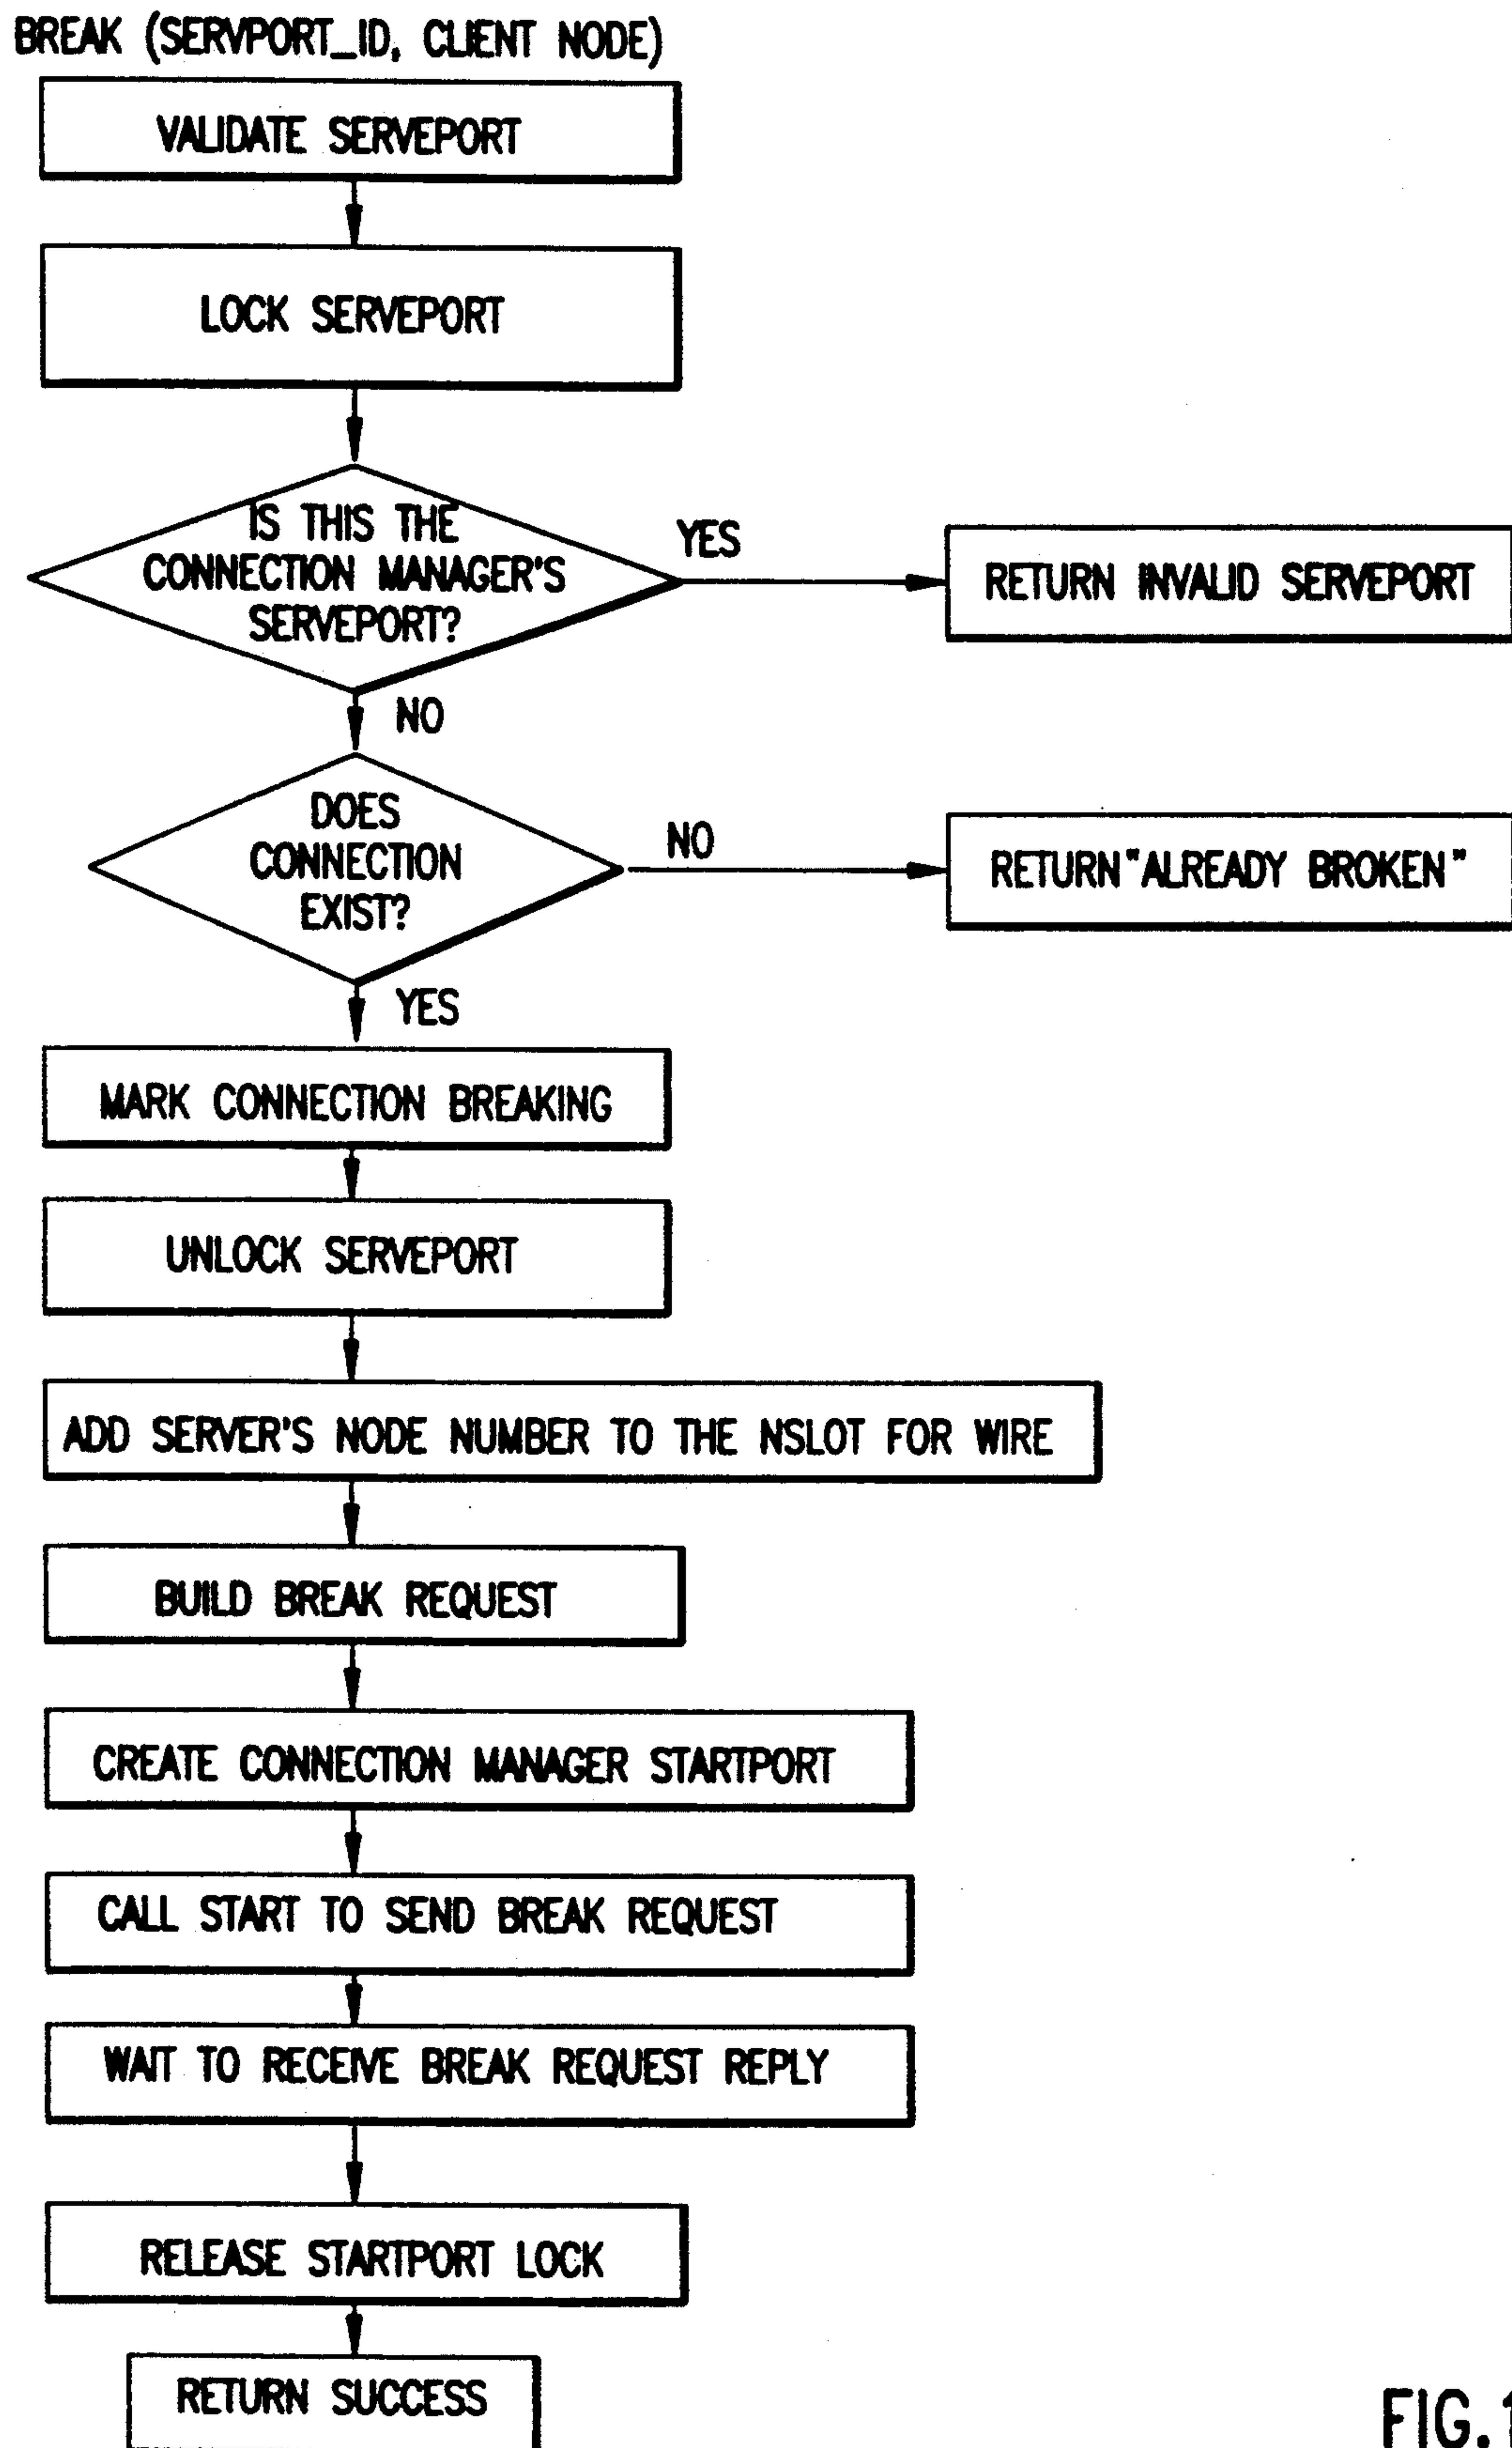 BREAK (SERVPORT_ID, CLIENT NODE)
VALIDATE SERVEPORT
LOCK SERVEPORT
IS THIS THE
CONNECTION MANAGER'S
SERVEPORT?
YES
RETURN INVALID SERVEPORT
NO
DOES
CONNECTION
EXIST?
NO
RETURN "ALREADY BROKEN"
YES
MARK CONNECTION BREAKING
UNLOCK SERVEPORT
ADD SERVER'S NODE NUMBER TO THE NSLOT FOR WIRE
BUILD BREAK REQUEST
CREATE CONNECTION MANAGER STARTPORT
CALL START TO SEND BREAK REQUEST
WAIT TO RECEIVE BREAK REQUEST REPLY
RELEASE STARTPORT LOCK
RETURN SUCCESS
FIG.